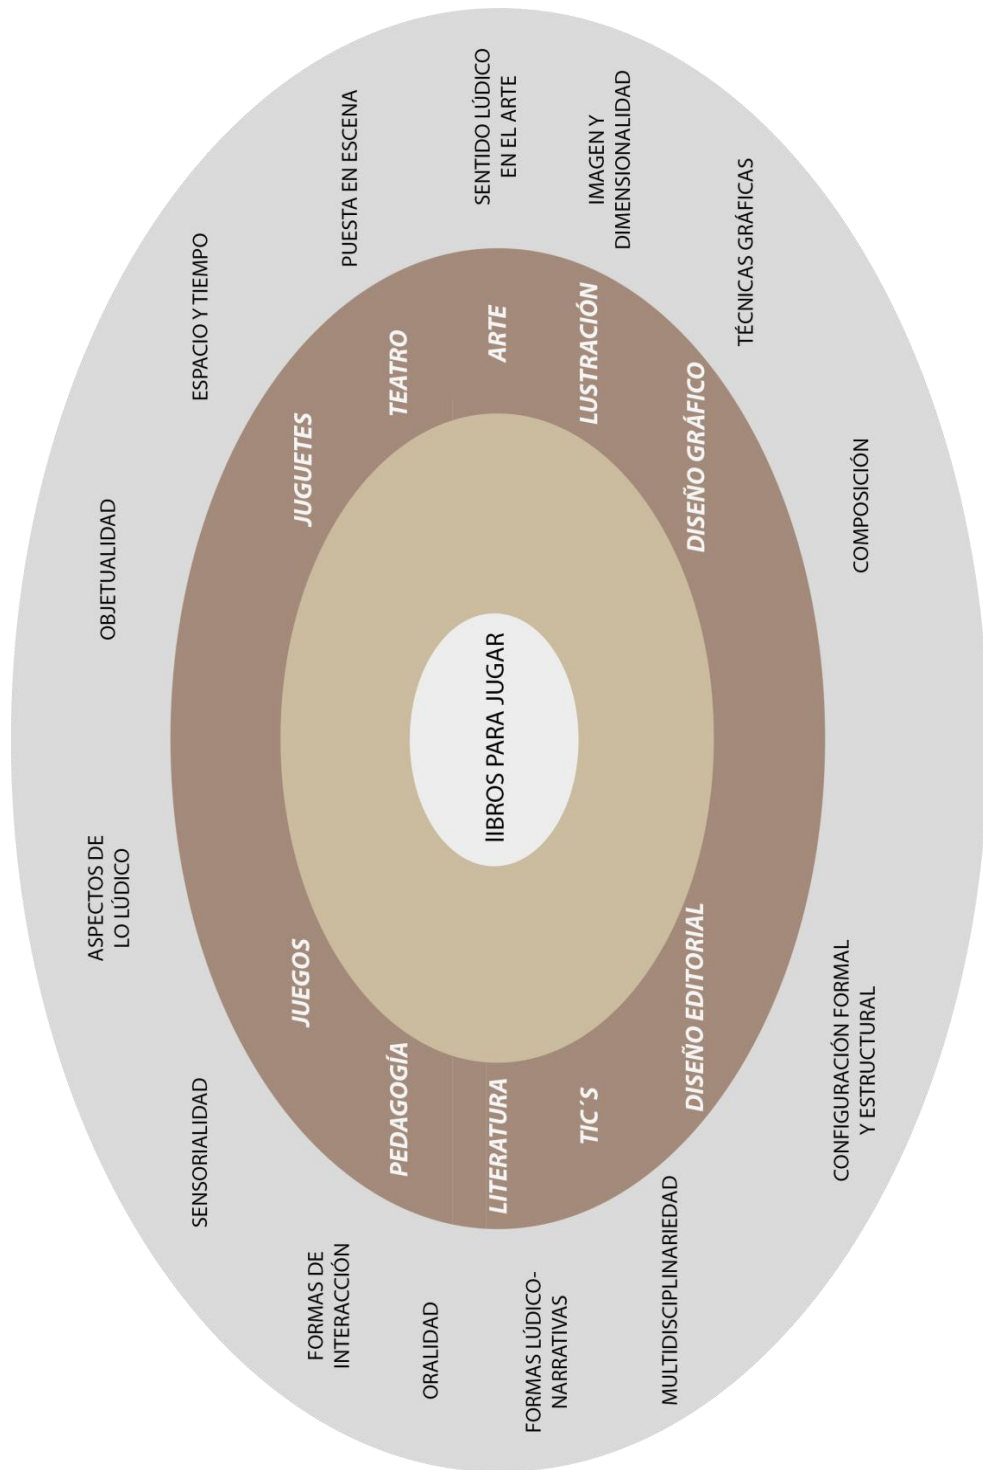 ASPECTOS DE
LO LÚDICO
OBJETUALIDAD
SENSORIALIDAD
ESPACIO Y TIEMPO
JUEGOS
JUGUETES
FORMAS DE
INTERACCIÓN
PUESTA EN ESCENA
PEDAGOGÍA
TEATRO
ORALIDAD
LITERATURA
lIBROS PARA JUGAR
ARTE
SENTIDO LÚDICO
EN EL ARTE
FORMAS LÚDICO-
NARRATIVAS
TIC´S
LUSTRACIÓN
IMAGEN Y
DIMENSIONALIDAD
MULTIDISCIPLINARIEDAD
DISEÑO EDITORIAL
DISEÑO GRÁFICO
TÉCNICAS GRÁFICAS
CONFIGURACIÓN FORMAL
Y ESTRUCTURAL
COMPOSICIÓN